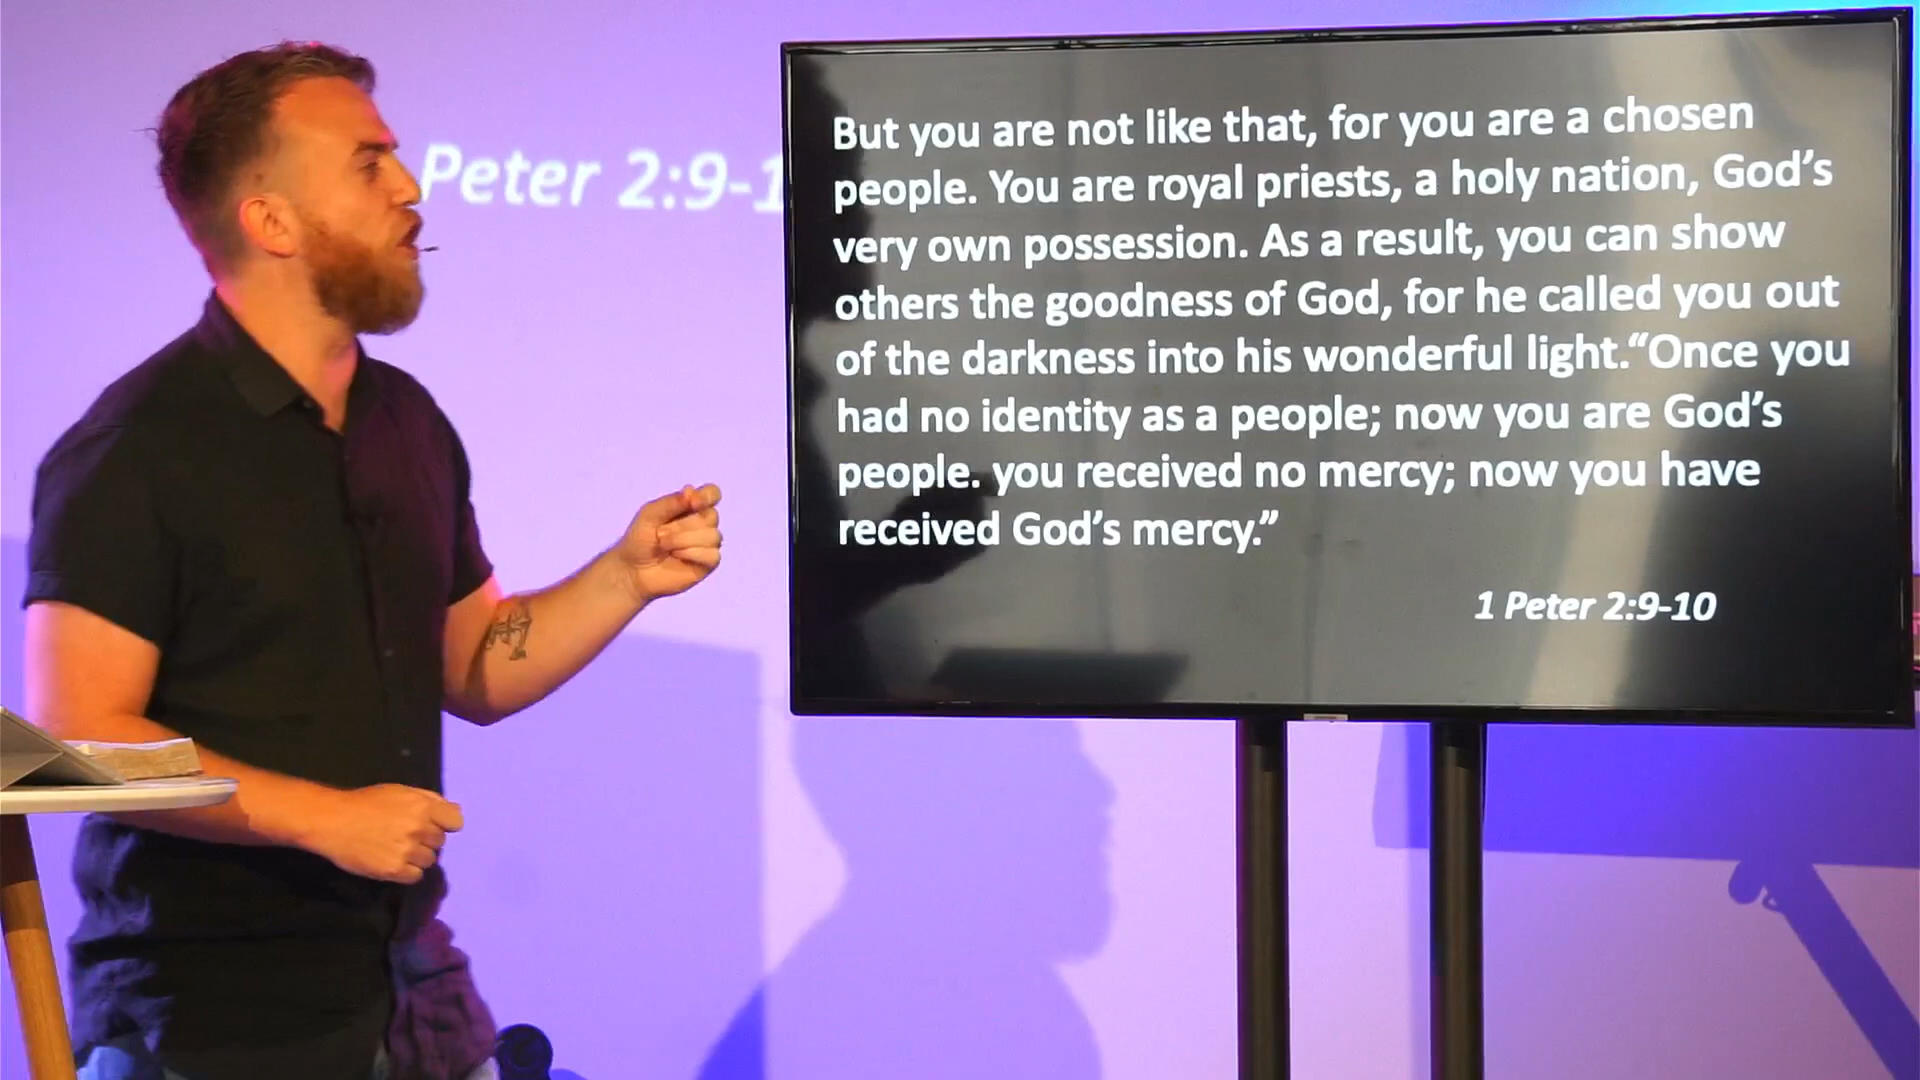 Peter 2:9-1
But you are not like that, for you are a chosen
people. You are royal priests, a holy nation, God’s
very own possession. As a result, you can show
others the goodness of God, for he called you out
of the darkness into his wonderful light.“Once you
had no identity as a people; now you are God’s
people. you received no mercy; now you have
received God’s mercy.”
1 Peter 2:9-10